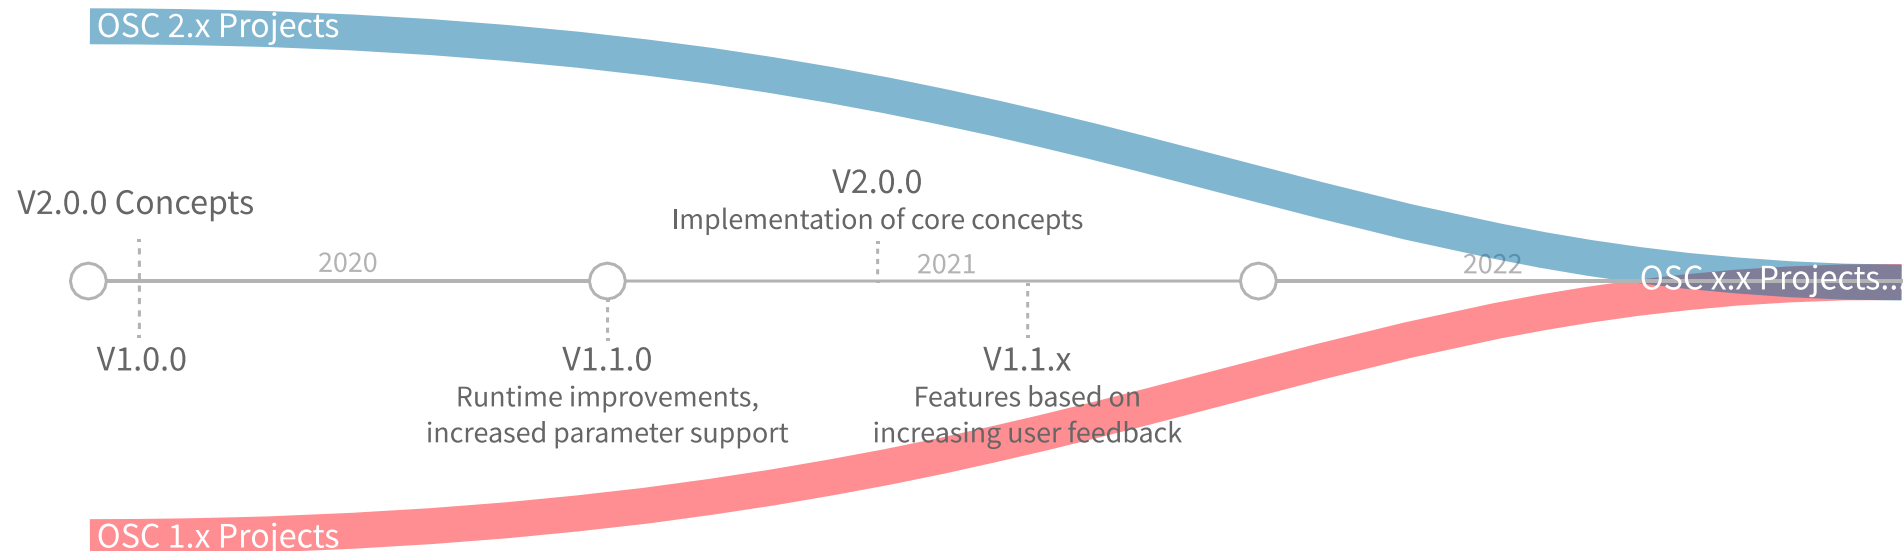 OSC 2.x Projects
V2.0.0
Implementation of core concepts
V2.0.0 Concepts
2020
2021
2022
OSC x.x Projects...
V1.0.0
V1.1.0
Runtime improvements,
increased parameter support
V1.1.x
Features based on
increasing user feedback
OSC 1.x Projects